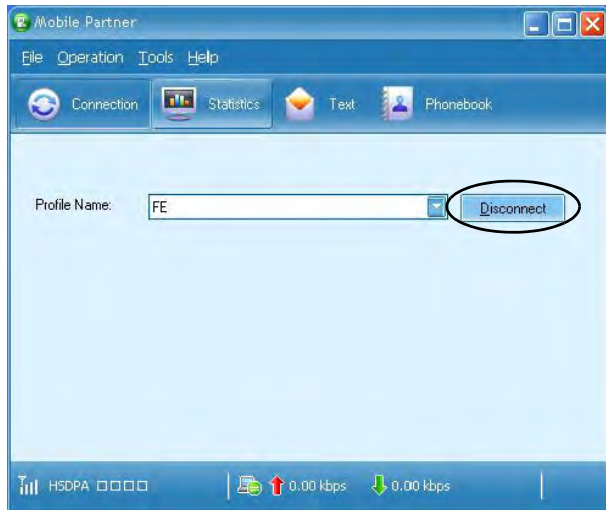 Mobile Partner
File Operation Tools Help
Connection Statistics Text Phonebook
Profile Name: FE Disconnect
HSDPA □□□□ 0.00 kbps 0.00 kbps